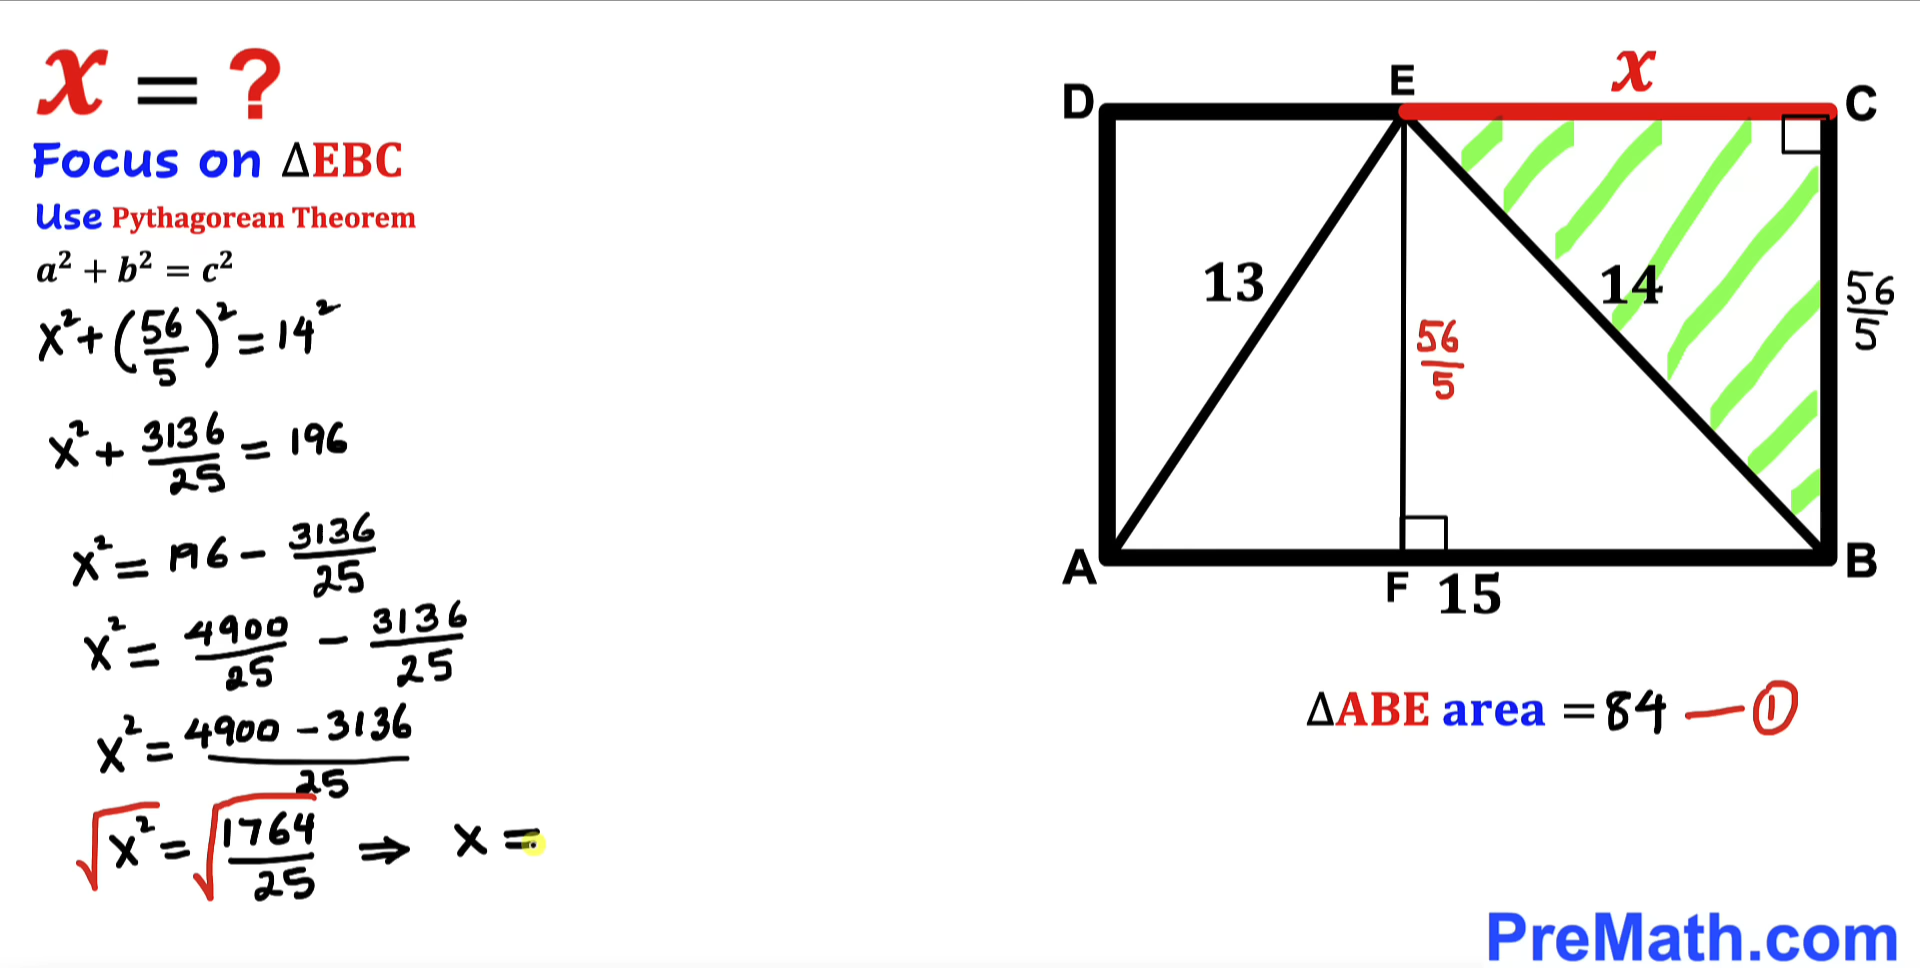 x = ?
Focus on ΔEBC
Use Pythagorean Theorem
a² + b² = c²
x² + (56/5)² = 14²
x² + 3136/25 = 196
x² = 196 - 3136/25
x² = 4900/25 - 3136/25
x² = 4900 - 3136/25
√x² = √1764/25 ⇒ x =
D
E
x
C
13
14
56/5
56/5
A
F
15
B
ΔABE area = 84 — ①
PreMath.com